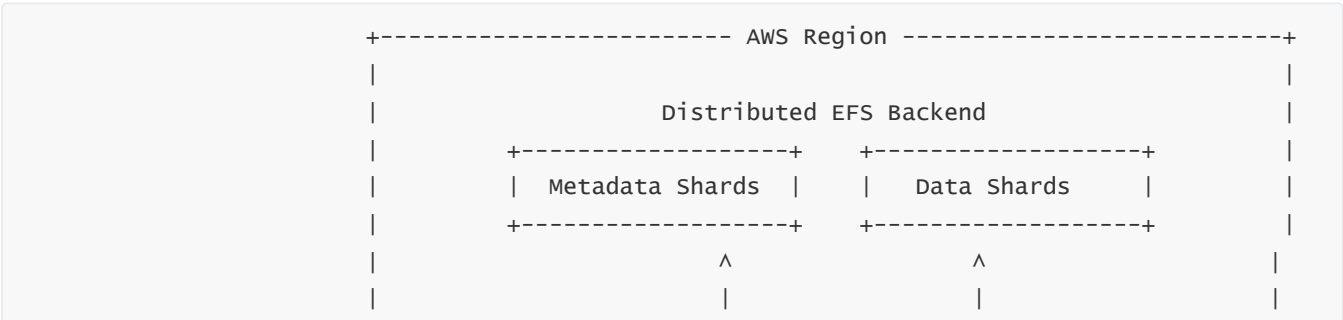 +------------------------- AWS Region ---------------------------+
|                                                                |
|                    Distributed EFS Backend                     |
|         +-------------------+    +-------------------+         |
|         |  Metadata Shards  |    |   Data Shards     |         |
|         +-------------------+    +-------------------+         |
|                        ^                 ^                    |
|                        |                 |                    |